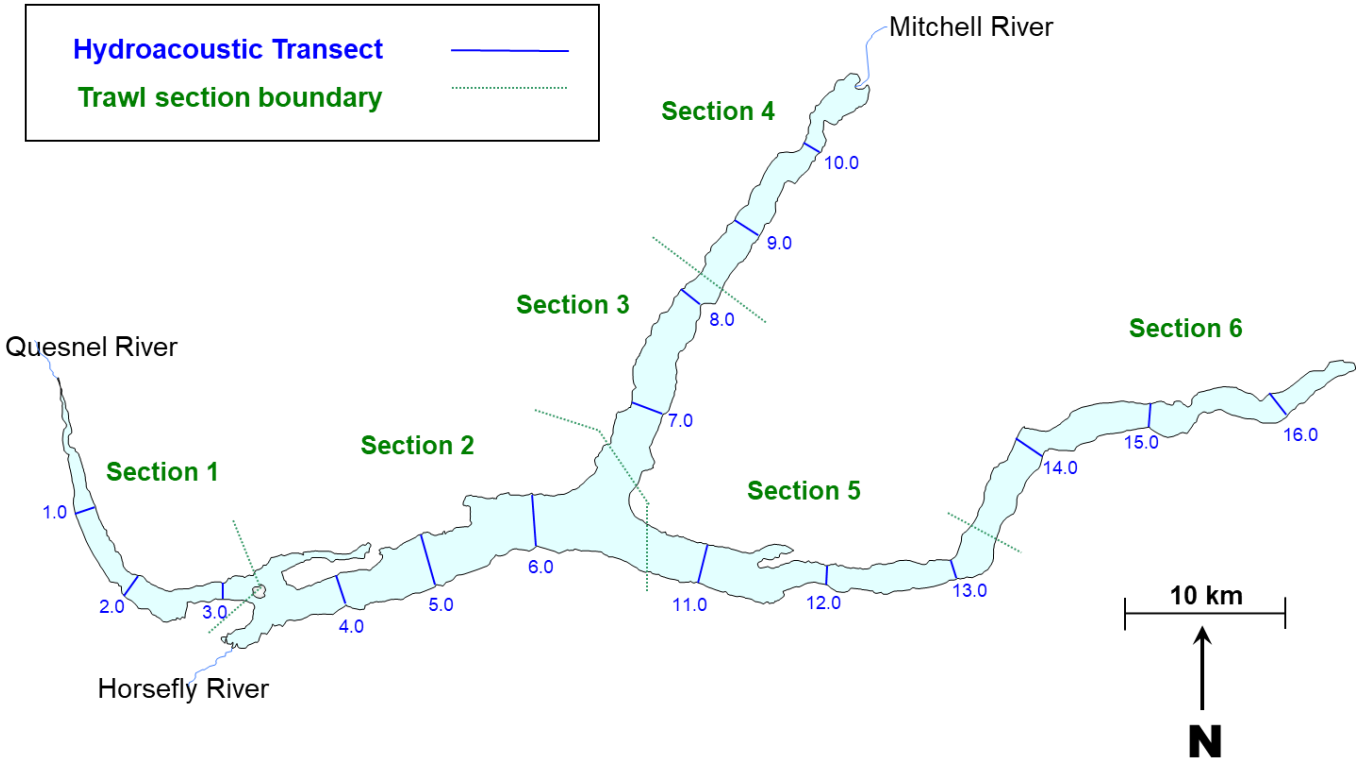 Hydroacoustic Transect
Trawl section boundary
Mitchell River
Section 4
10.0
9.0
Section 3
8.0
Section 6
Quesnel River
7.0
Section 2
16.0
15.0
14.0
Section 1
Section 5
1.0
6.0
13.0
10 km
2.0
3.0
5.0
11.0
12.0
4.0
Horsefly River
N